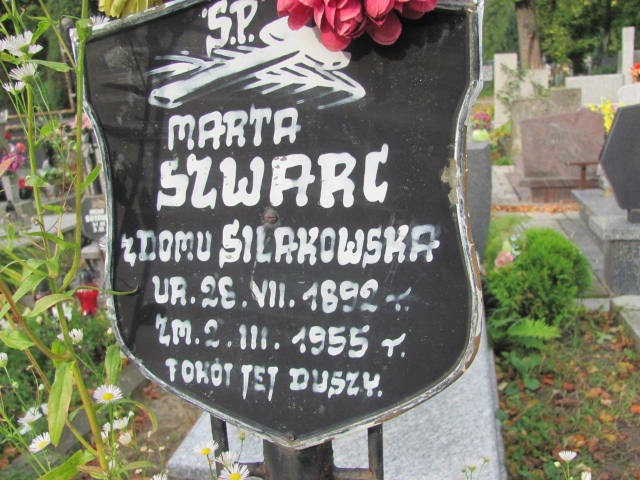 Ś.P.
MARTA
SZWARC
z DOMU SILAKOWSKA
UR. 26. VII. 1892 r.
ZM. 2. III. 1955 r.
POKÓJ JEJ DUSZY.